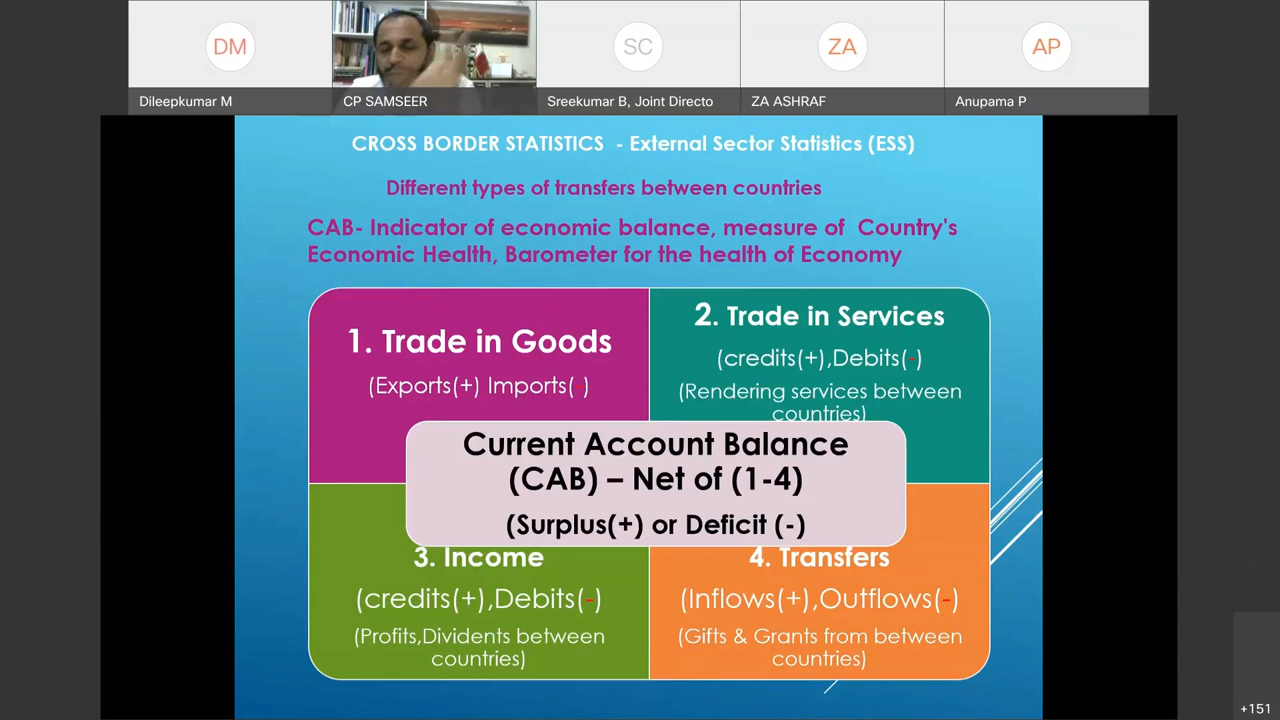 DM
SC
ZA
AP
Dileepkumar M
CP SAMSEER
Sreekumar B, Joint Directo
ZA ASHRAF
Anupama P
CROSS BORDER STATISTICS - External Sector Statistics (ESS)
Different types of transfers between countries
CAB- Indicator of economic balance, measure of Country's
Economic Health, Barometer for the health of Economy
1. Trade in Goods
(Exports(+) Imports(-)
2. Trade in Services
(credits(+),Debits(-)
(Rendering services between
countries)
Current Account Balance
(CAB) – Net of (1-4)
(Surplus(+) or Deficit (-)
3. Income
(credits(+),Debits(-)
(Profits,Dividents between
countries)
4. Transfers
(Inflows(+),Outflows(-)
(Gifts & Grants from between
countries)
+151